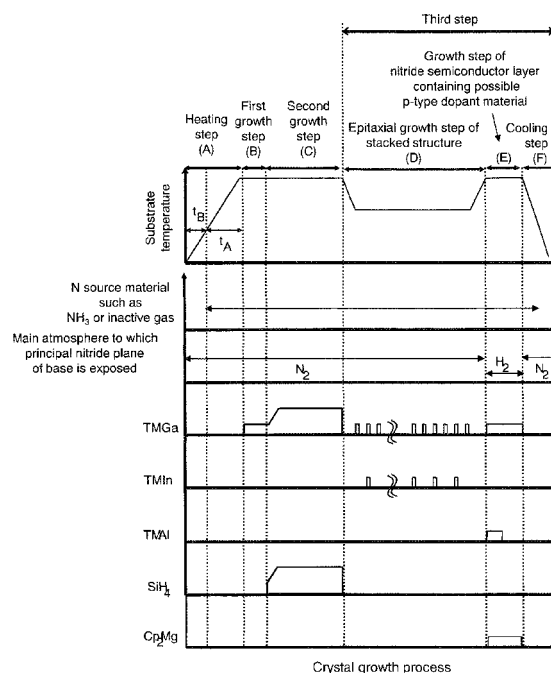 Third step
Growth step of
nitride semiconductor layer
containing possible
p-type dopant material
Heating
step
(A)
First
growth
step
(B)
Second
growth
step
(C)
Epitaxial growth step of
stacked structure
(D)
(E)
Cooling
step
(F)
Substrate
temperature
tB
tA
N source material
such as
NH3 or inactive gas
Main atmosphere to which
principal nitride plane
of base is exposed
N2
H2
N2
TMGa
TMIn
TMAl
SiH4
Cp2Mg
Crystal growth process